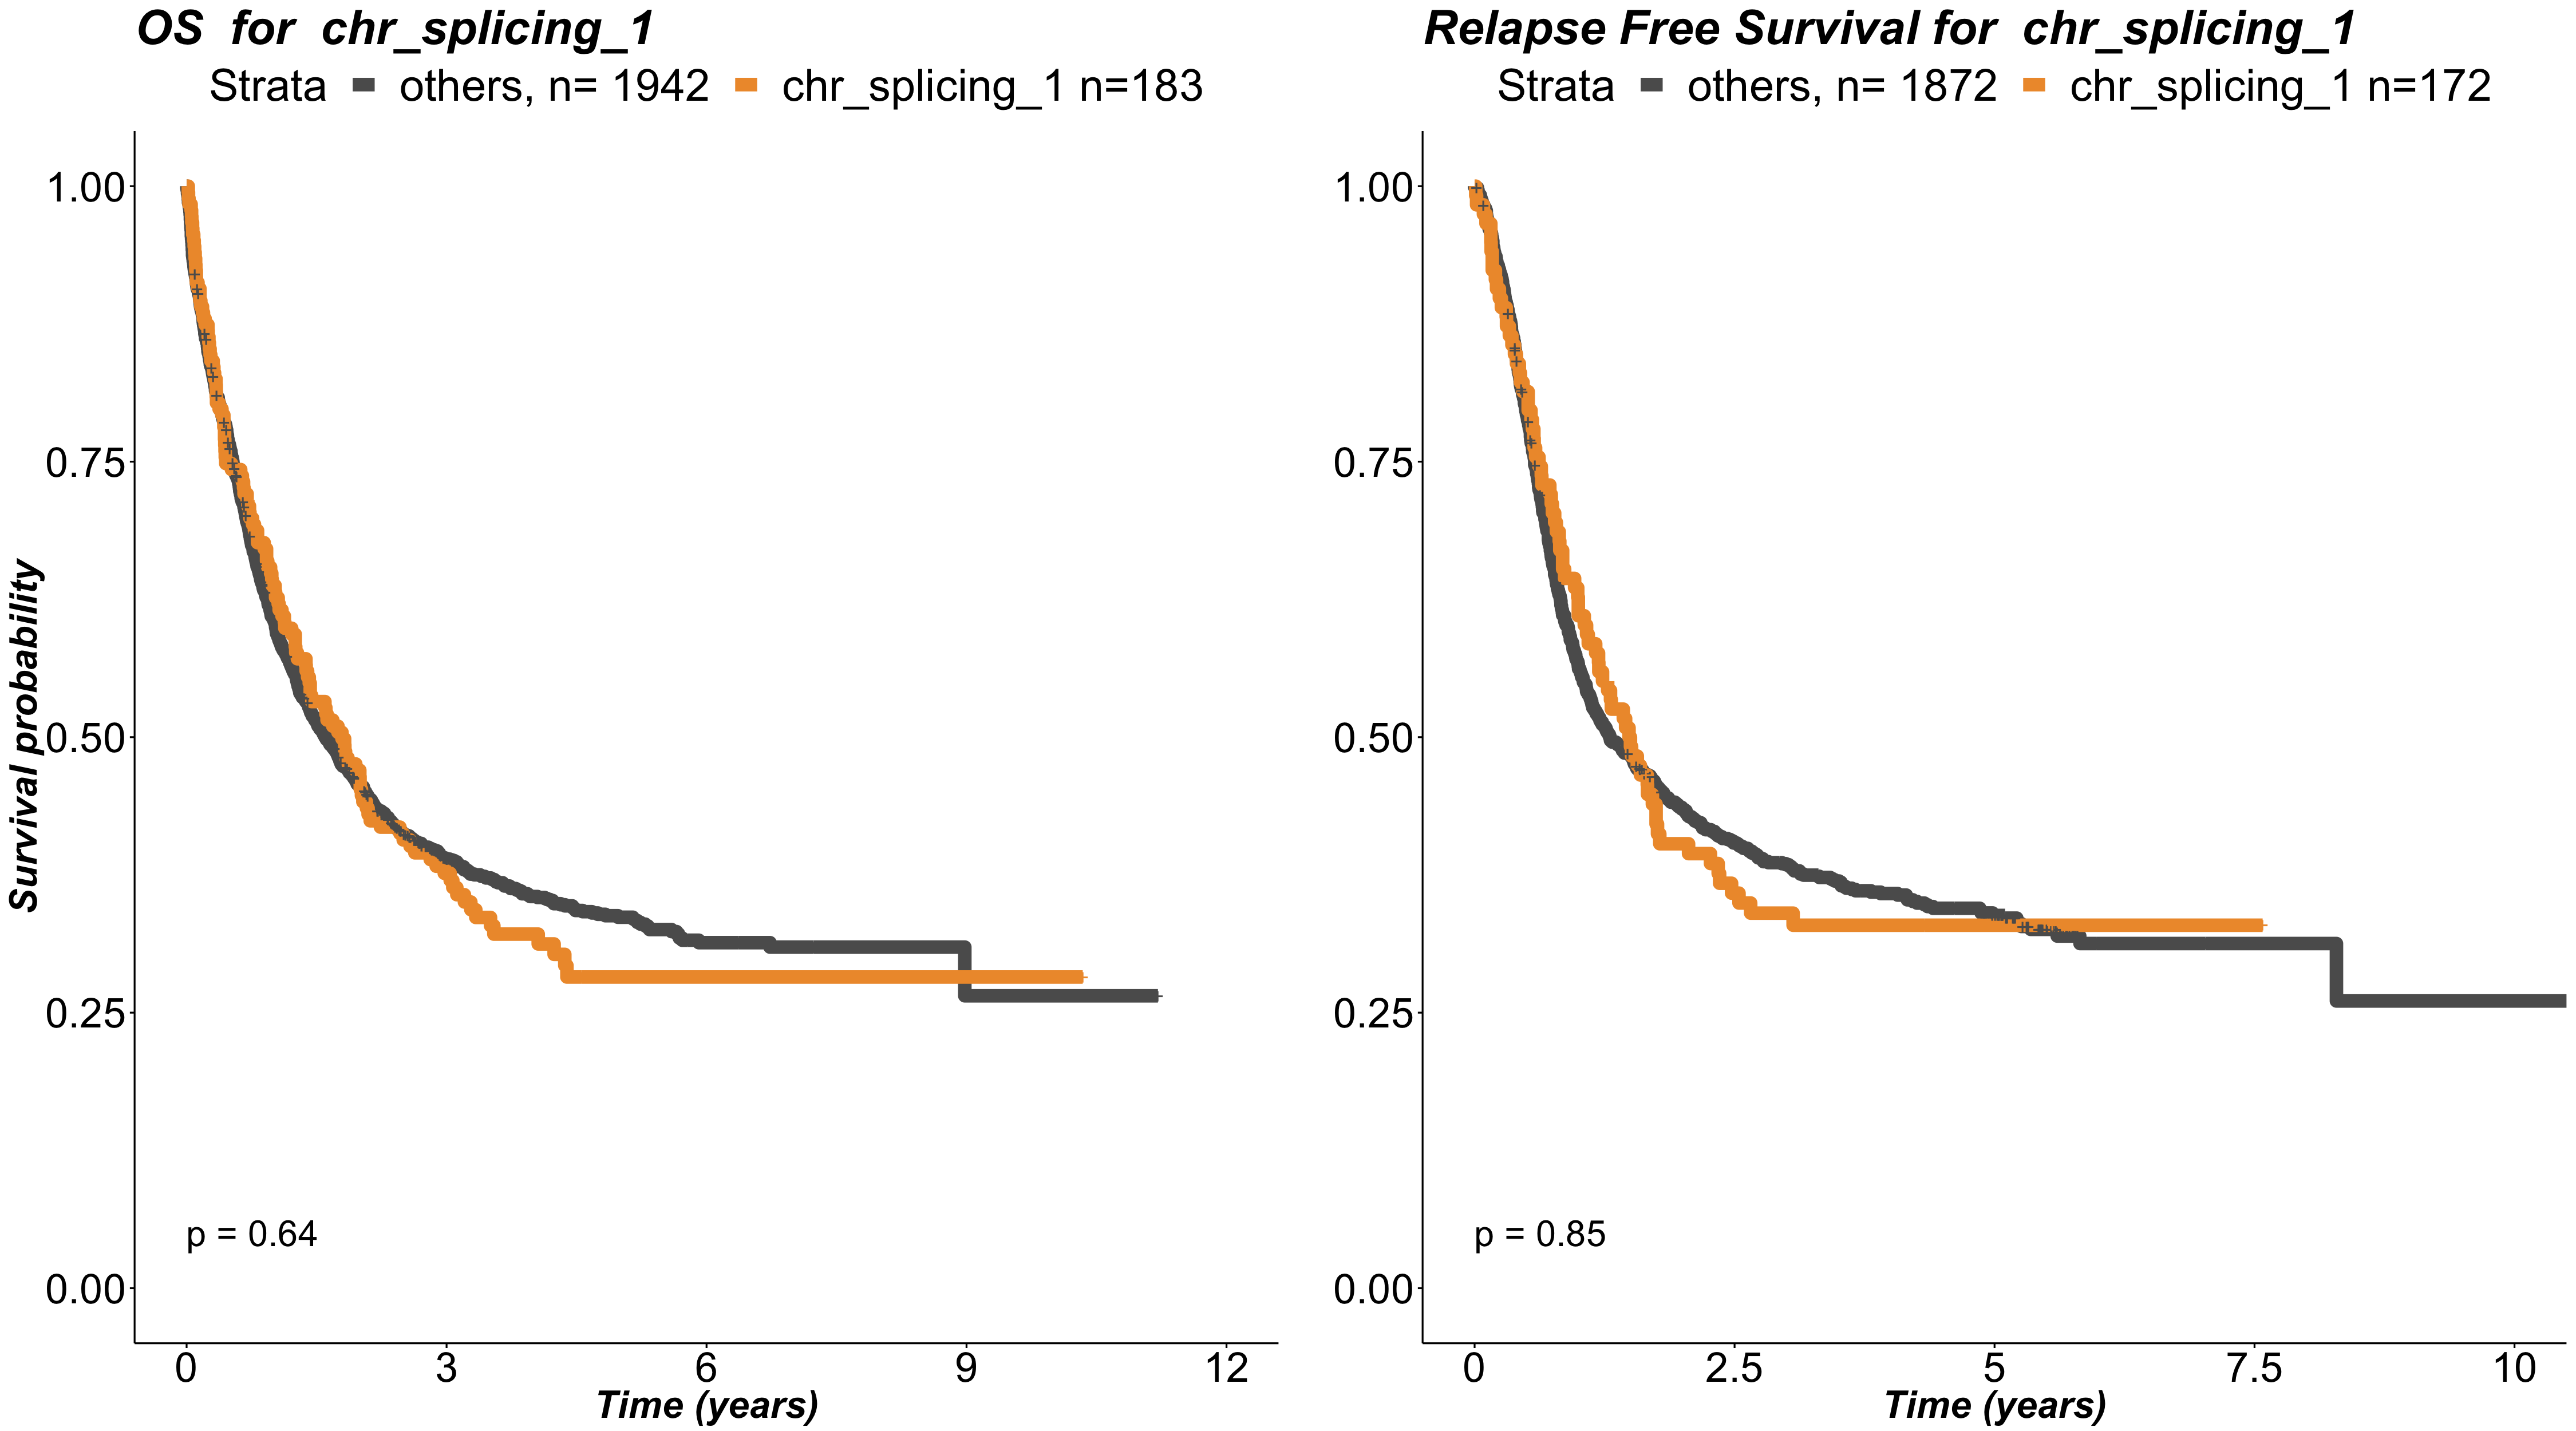 OS for chr_splicing_1
Strata others, n= 1942 chr_splicing_1 n=183
Survival probability
1.00
0.75
0.50
0.25
0.00
p = 0.64
0 3 6 9 12
Time (years)
Relapse Free Survival for chr_splicing_1
Strata others, n= 1872 chr_splicing_1 n=172
1.00
0.75
0.50
0.25
0.00
p = 0.85
0 2.5 5 7.5 10
Time (years)